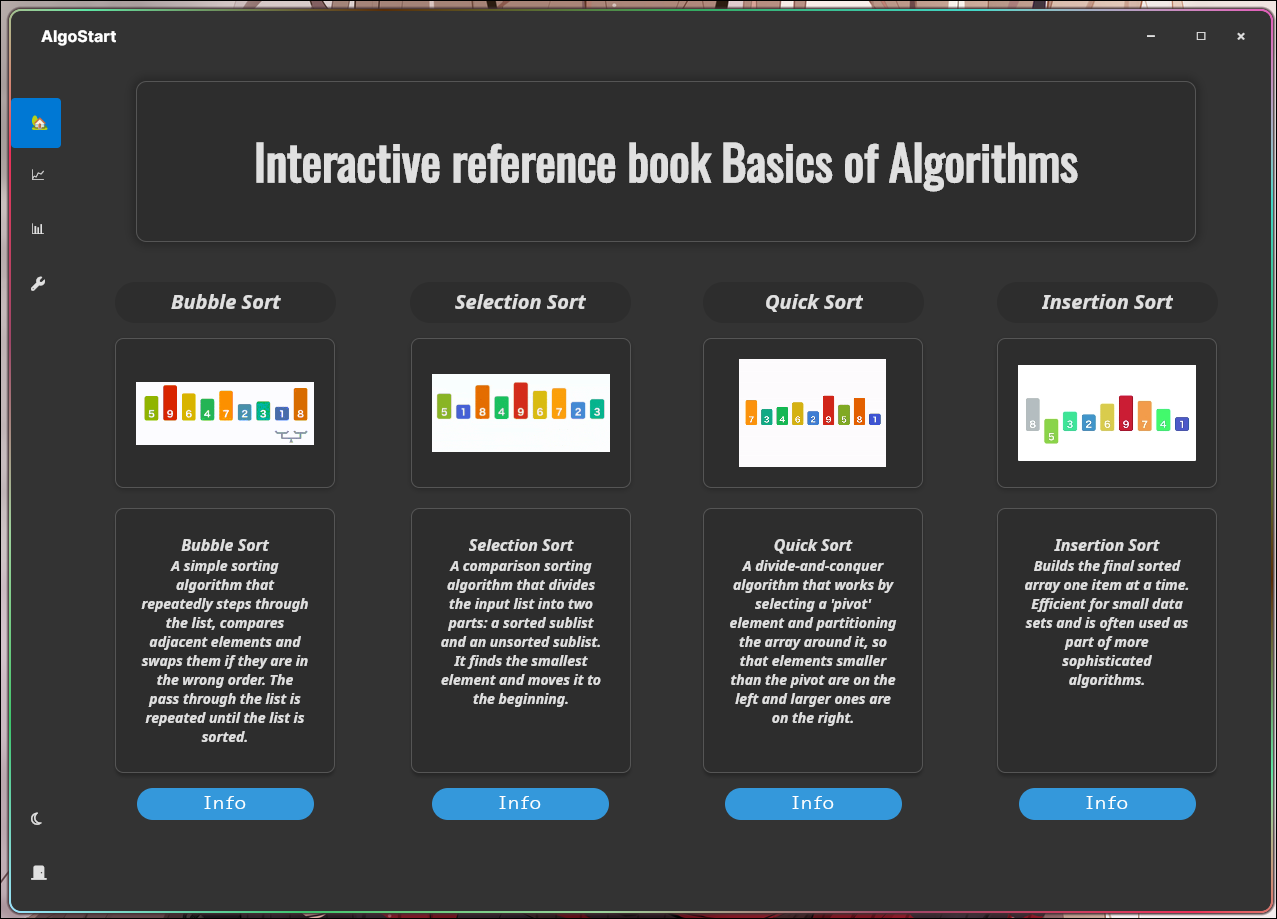 AlgoStart
Interactive reference book Basics of Algorithms
Bubble Sort
Selection Sort
Quick Sort
Insertion Sort
5 9 6 4 7 2 3 1 8
5 1 8 4 9 6 7 2 3
7 3 4 6 2 9 5 8 1
8 5 3 2 6 9 7 4 1
Bubble Sort
A simple sorting
algorithm that
repeatedly steps through
the list, compares
adjacent elements and
swaps them if they are in
the wrong order. The
pass through the list is
repeated until the list is
sorted.
Selection Sort
A comparison sorting
algorithm that divides
the input list into two
parts: a sorted sublist
and an unsorted sublist.
It finds the smallest
element and moves it to
the beginning.
Quick Sort
A divide-and-conquer
algorithm that works by
selecting a 'pivot'
element and partitioning
the array around it, so
that elements smaller
than the pivot are on the
left and larger ones are
on the right.
Insertion Sort
Builds the final sorted
array one item at a time.
Efficient for small data
sets and is often used as
part of more
sophisticated
algorithms.
Info
Info
Info
Info